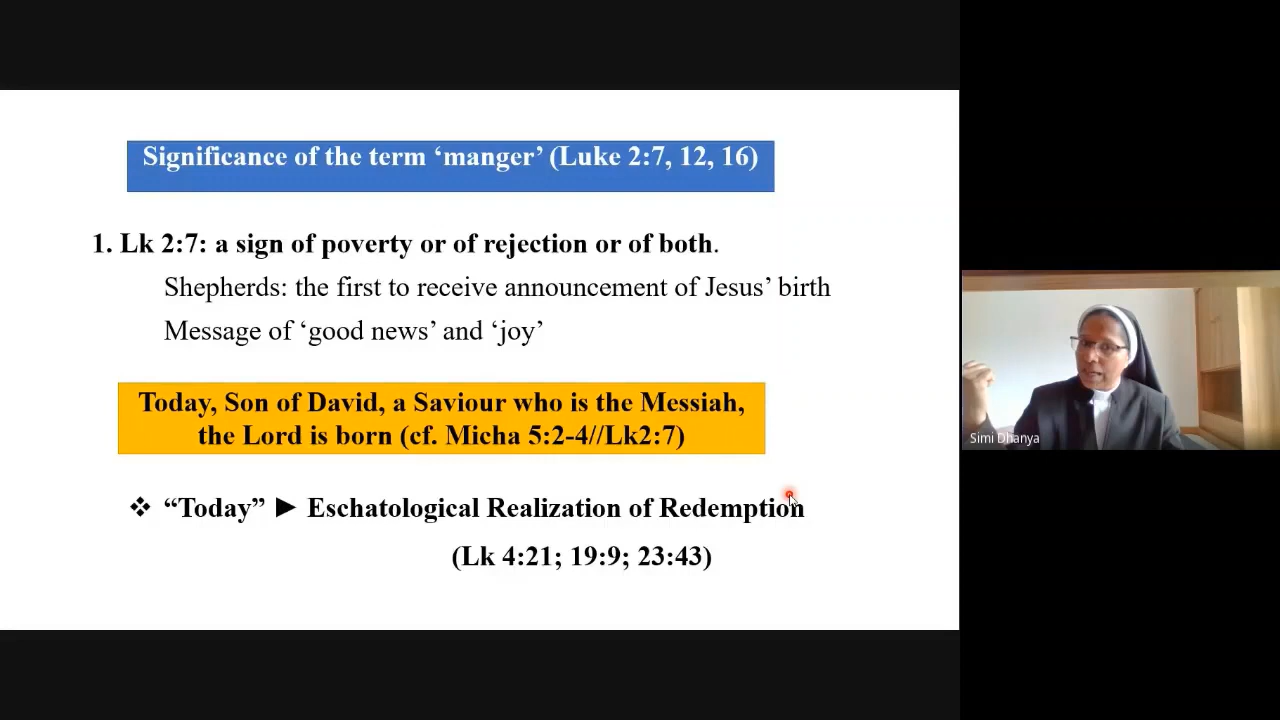 Significance of the term ‘manger’ (Luke 2:7, 12, 16)
1. Lk 2:7: a sign of poverty or of rejection or of both.
Shepherds: the first to receive announcement of Jesus’ birth
Message of ‘good news’ and ‘joy’
Today, Son of David, a Saviour who is the Messiah,
the Lord is born (cf. Micha 5:2-4//Lk2:7)
❖ “Today” ► Eschatological Realization of Redemption
(Lk 4:21; 19:9; 23:43)
Simi Dhanya